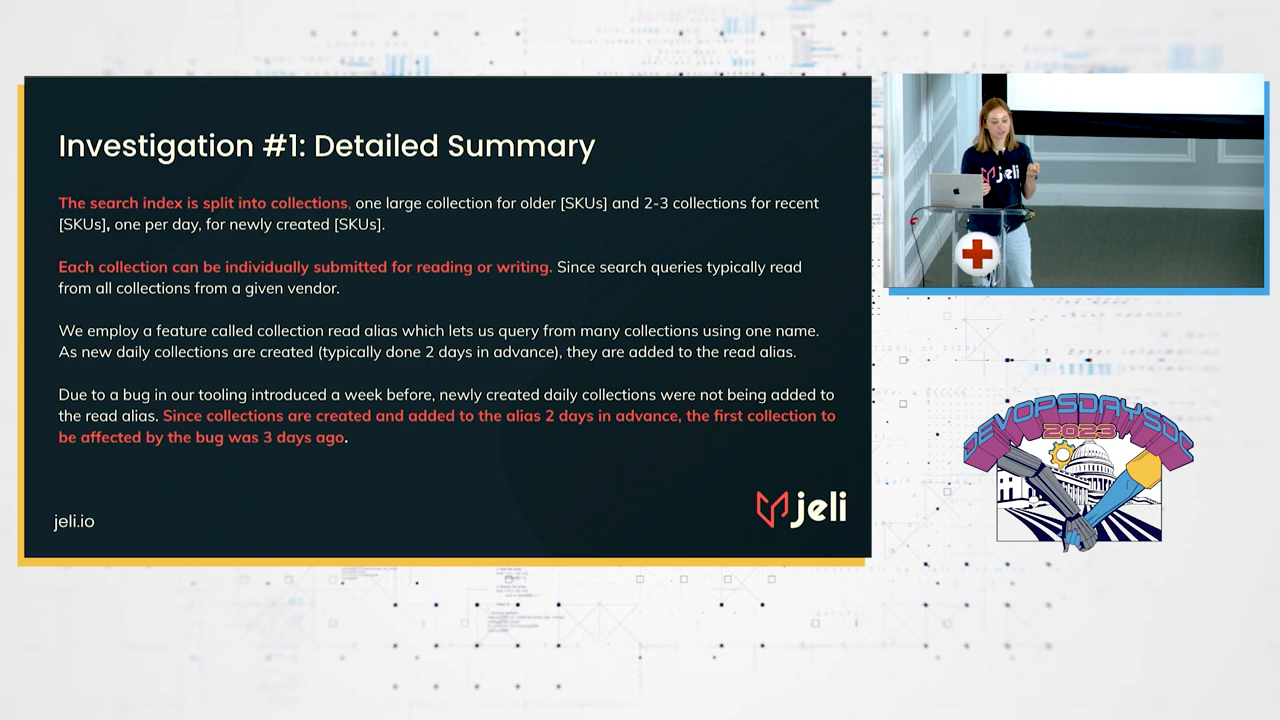 Investigation #1: Detailed Summary
The search index is split into collections, one large collection for older [SKUs] and 2-3 collections for recent
[SKUs], one per day, for newly created [SKUs].
Each collection can be individually submitted for reading or writing. Since search queries typically read
from all collections from a given vendor.
We employ a feature called collection read alias which lets us query from many collections using one name.
As new daily collections are created (typically done 2 days in advance), they are added to the read alias.
Due to a bug in our tooling introduced a week before, newly created daily collections were not being added to
the read alias. Since collections are created and added to the alias 2 days in advance, the first collection to
be affected by the bug was 3 days ago.
jeli.io
jeli
jeli
DEVOPSDAYSDC
2023